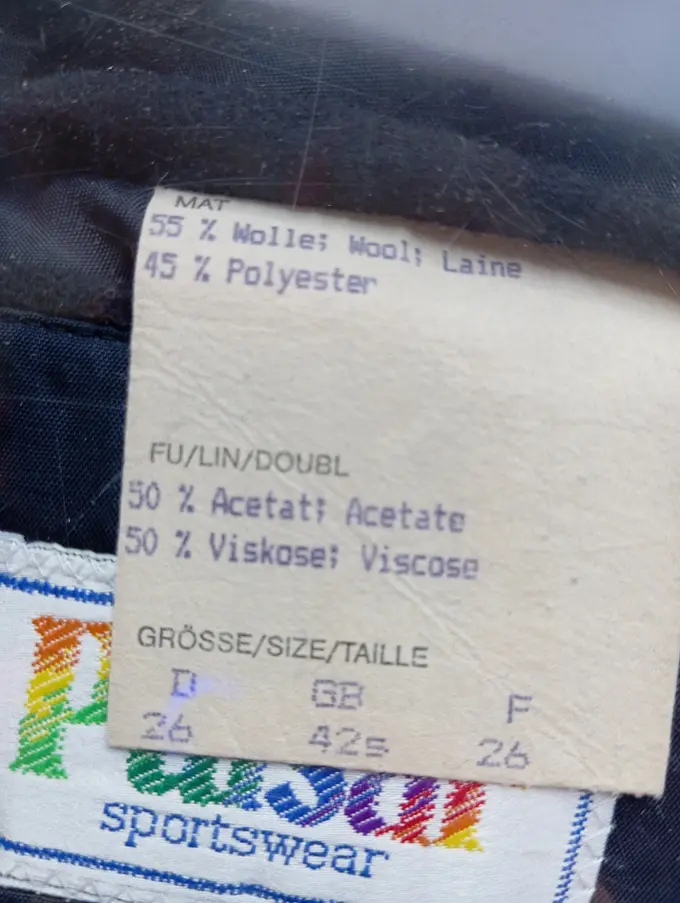 MAT
55 % Wolle; Wool; Laine
45 % Polyester
FU/LIN/DOUBL
50 % Acetat; Acetate
50 % Viskose; Viscose
GRÖSSE/SIZE/TAILLE
D GB F
26 42s 26
sportswear